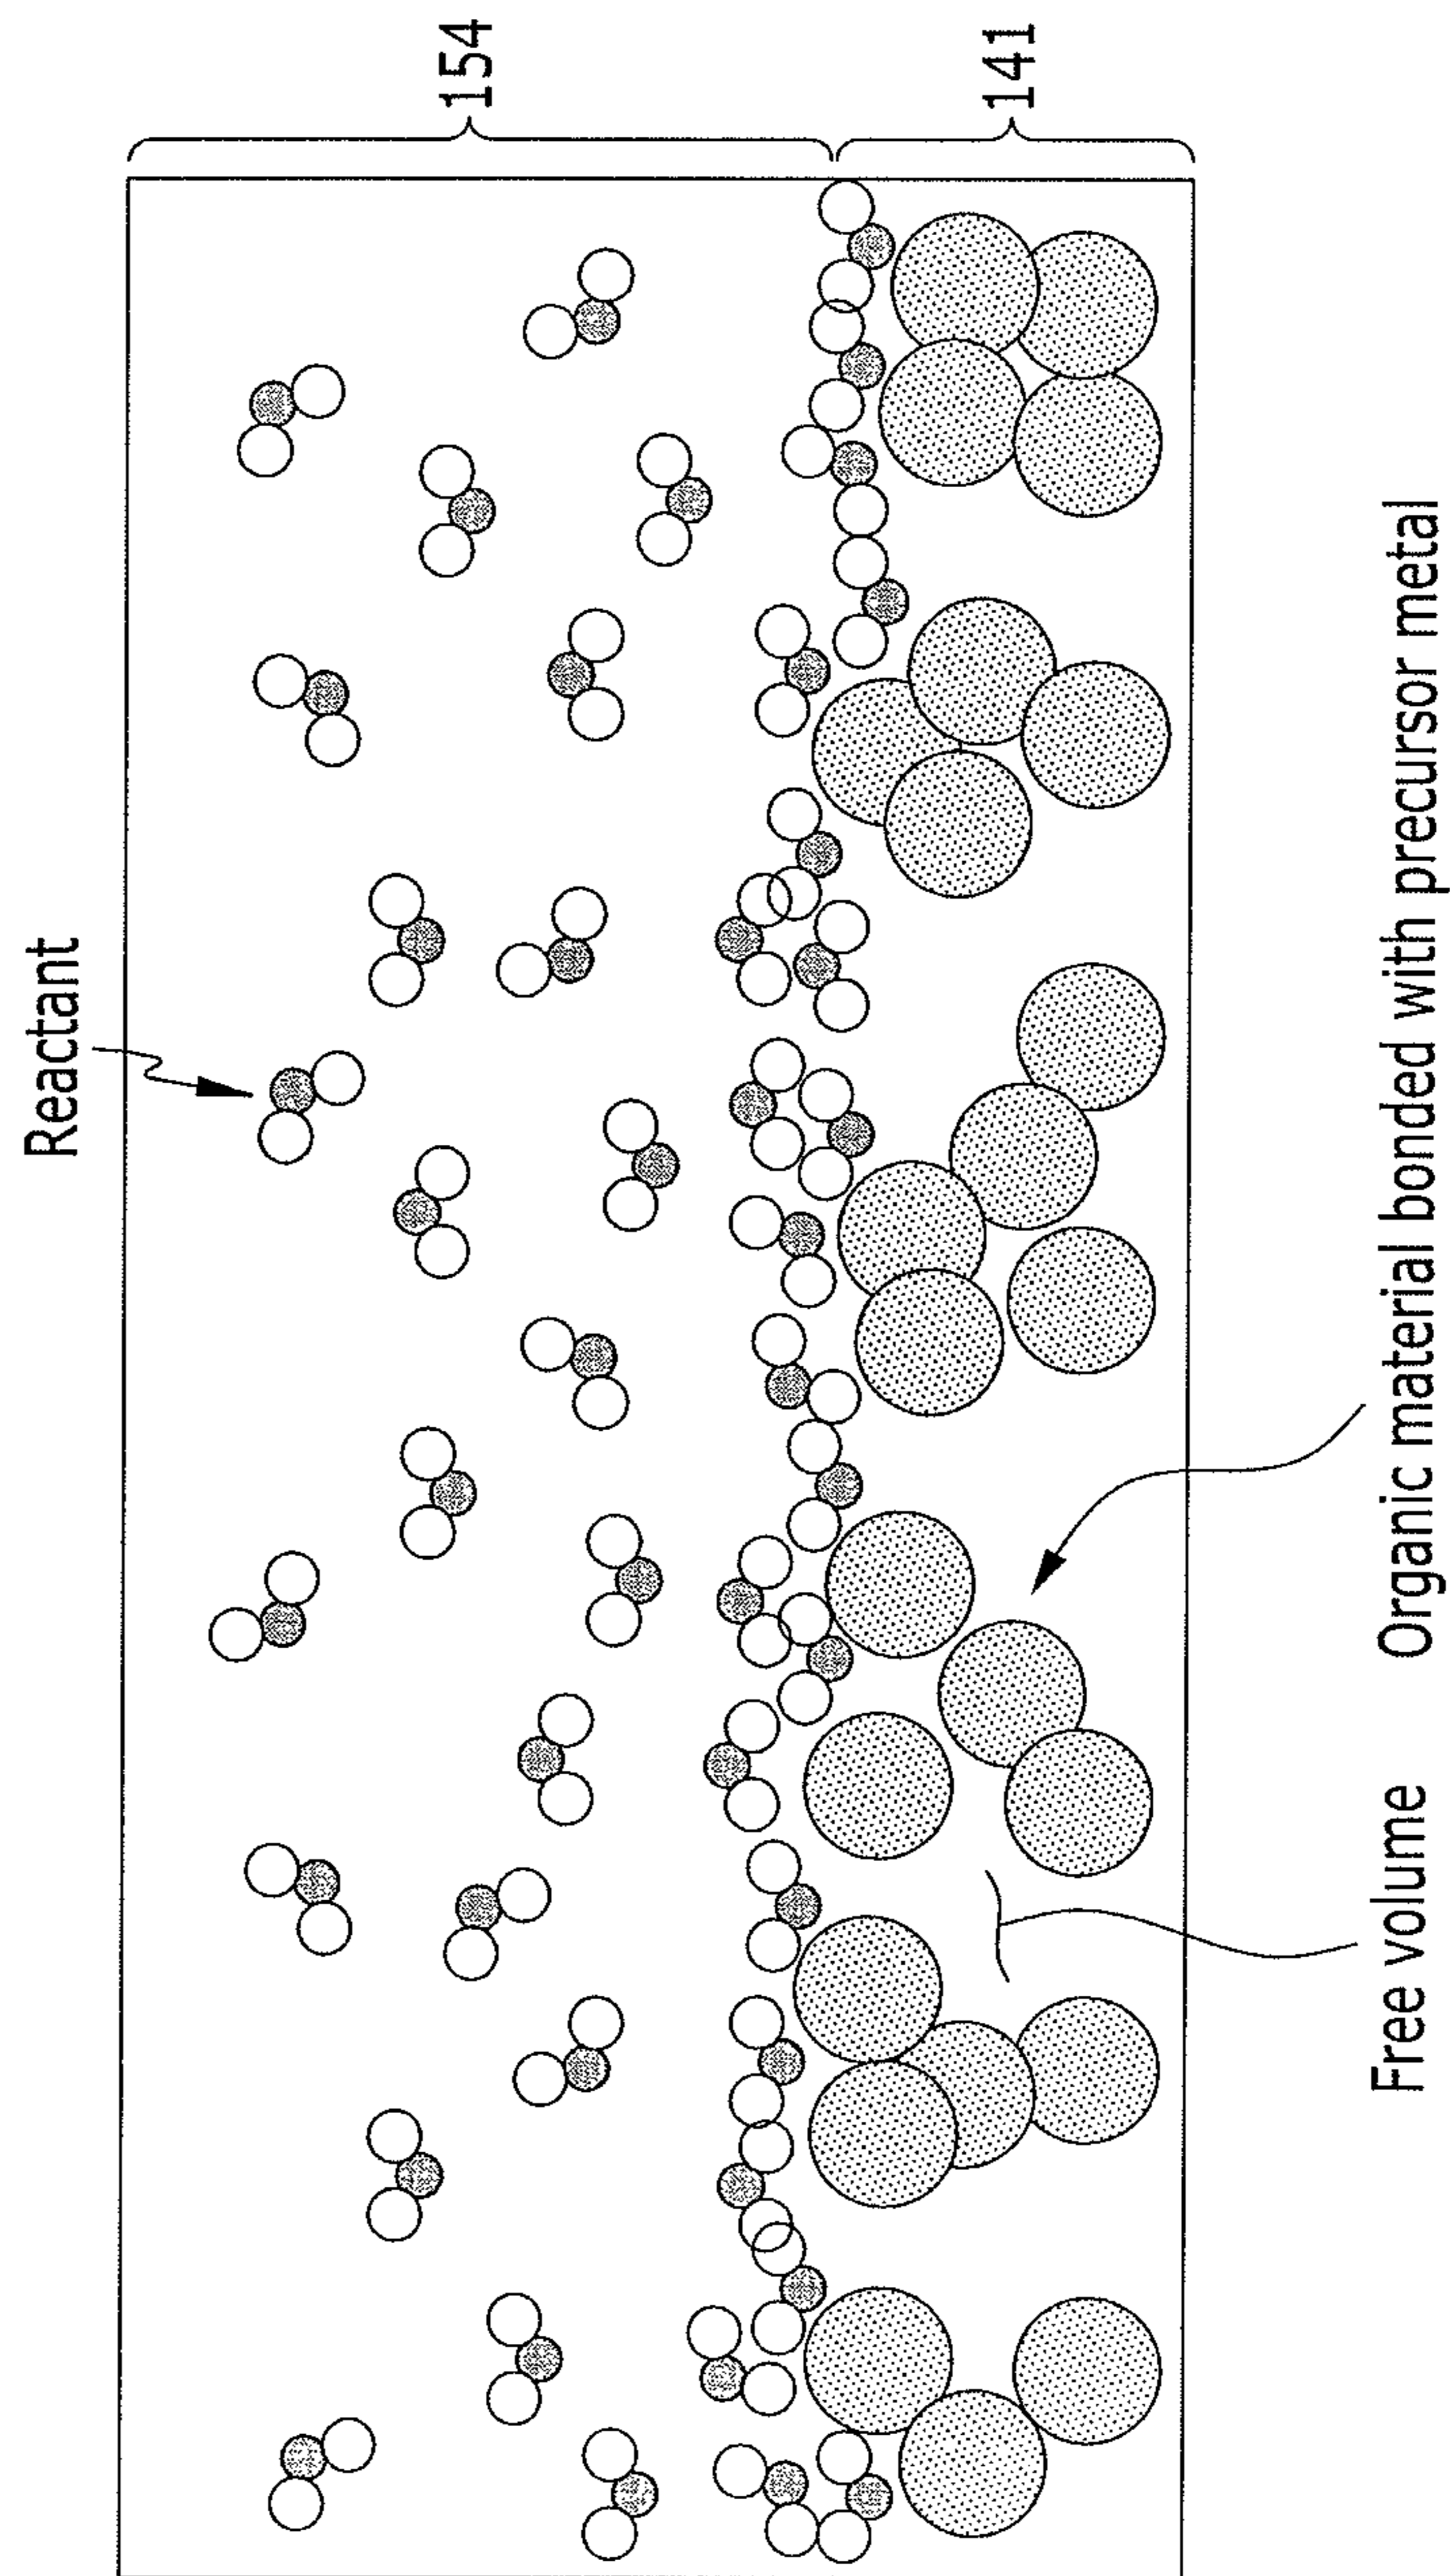 Reactant
154
141
Free volume
Organic material bonded with precursor metal